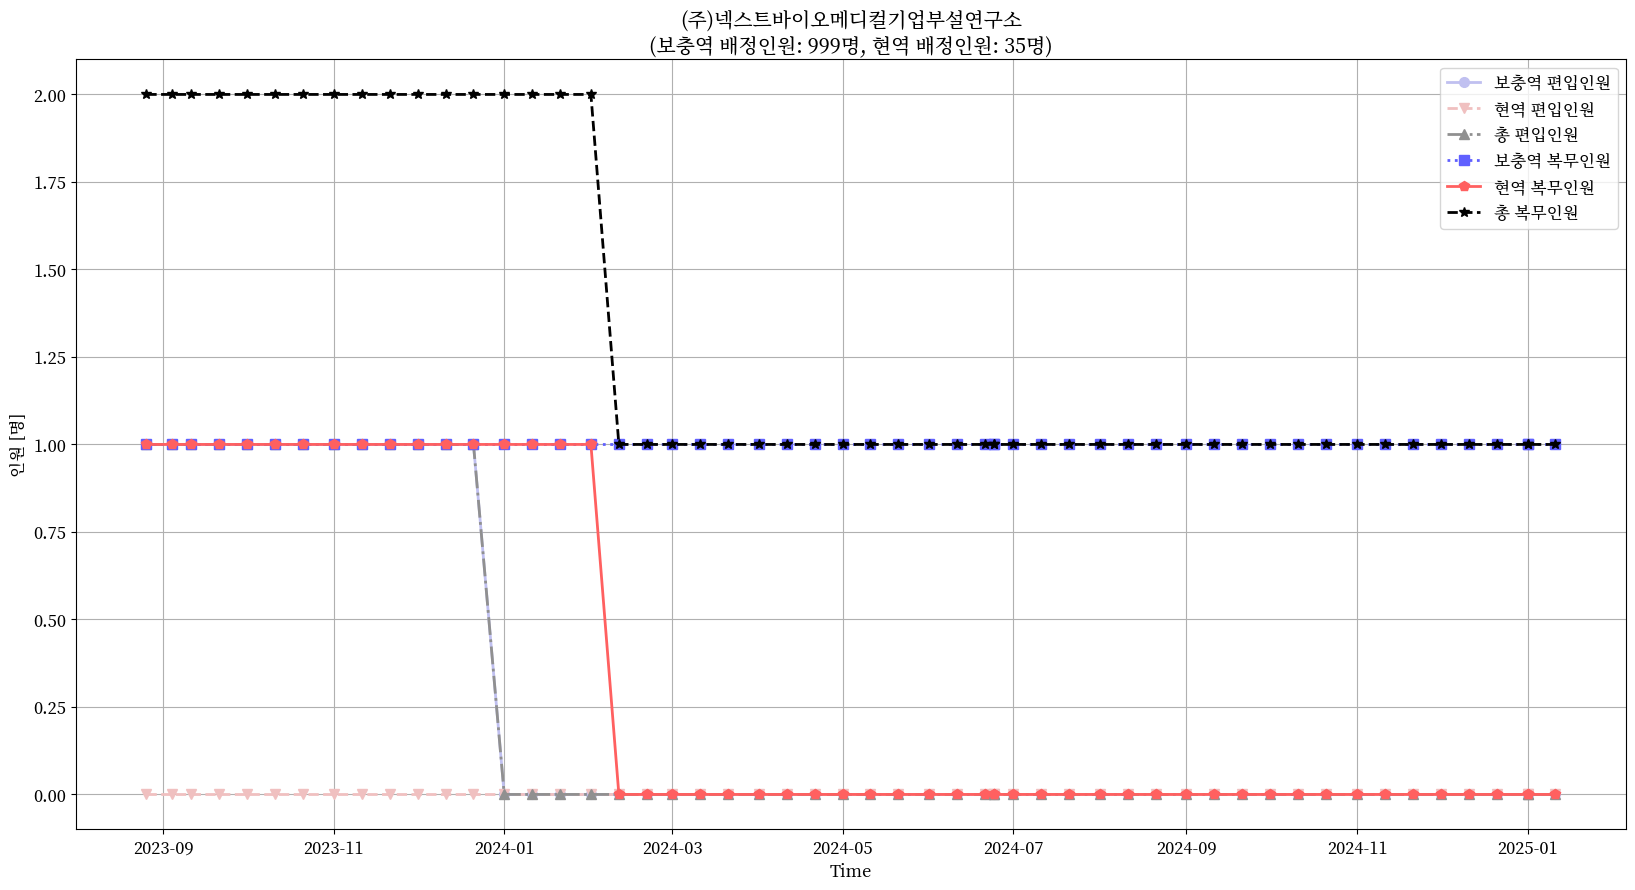 (주)넥스트바이오메디컬기업부설연구소
(보충역 배정인원: 999명, 현역 배정인원: 35명)
보충역 편입인원
현역 편입인원
총 편입인원
보충역 복무인원
현역 복무인원
총 복무인원
인원 [명]
2.00
1.75
1.50
1.25
1.00
0.75
0.50
0.25
0.00
2023-09 2023-11 2024-01 2024-03 2024-05 2024-07 2024-09 2024-11 2025-01
Time